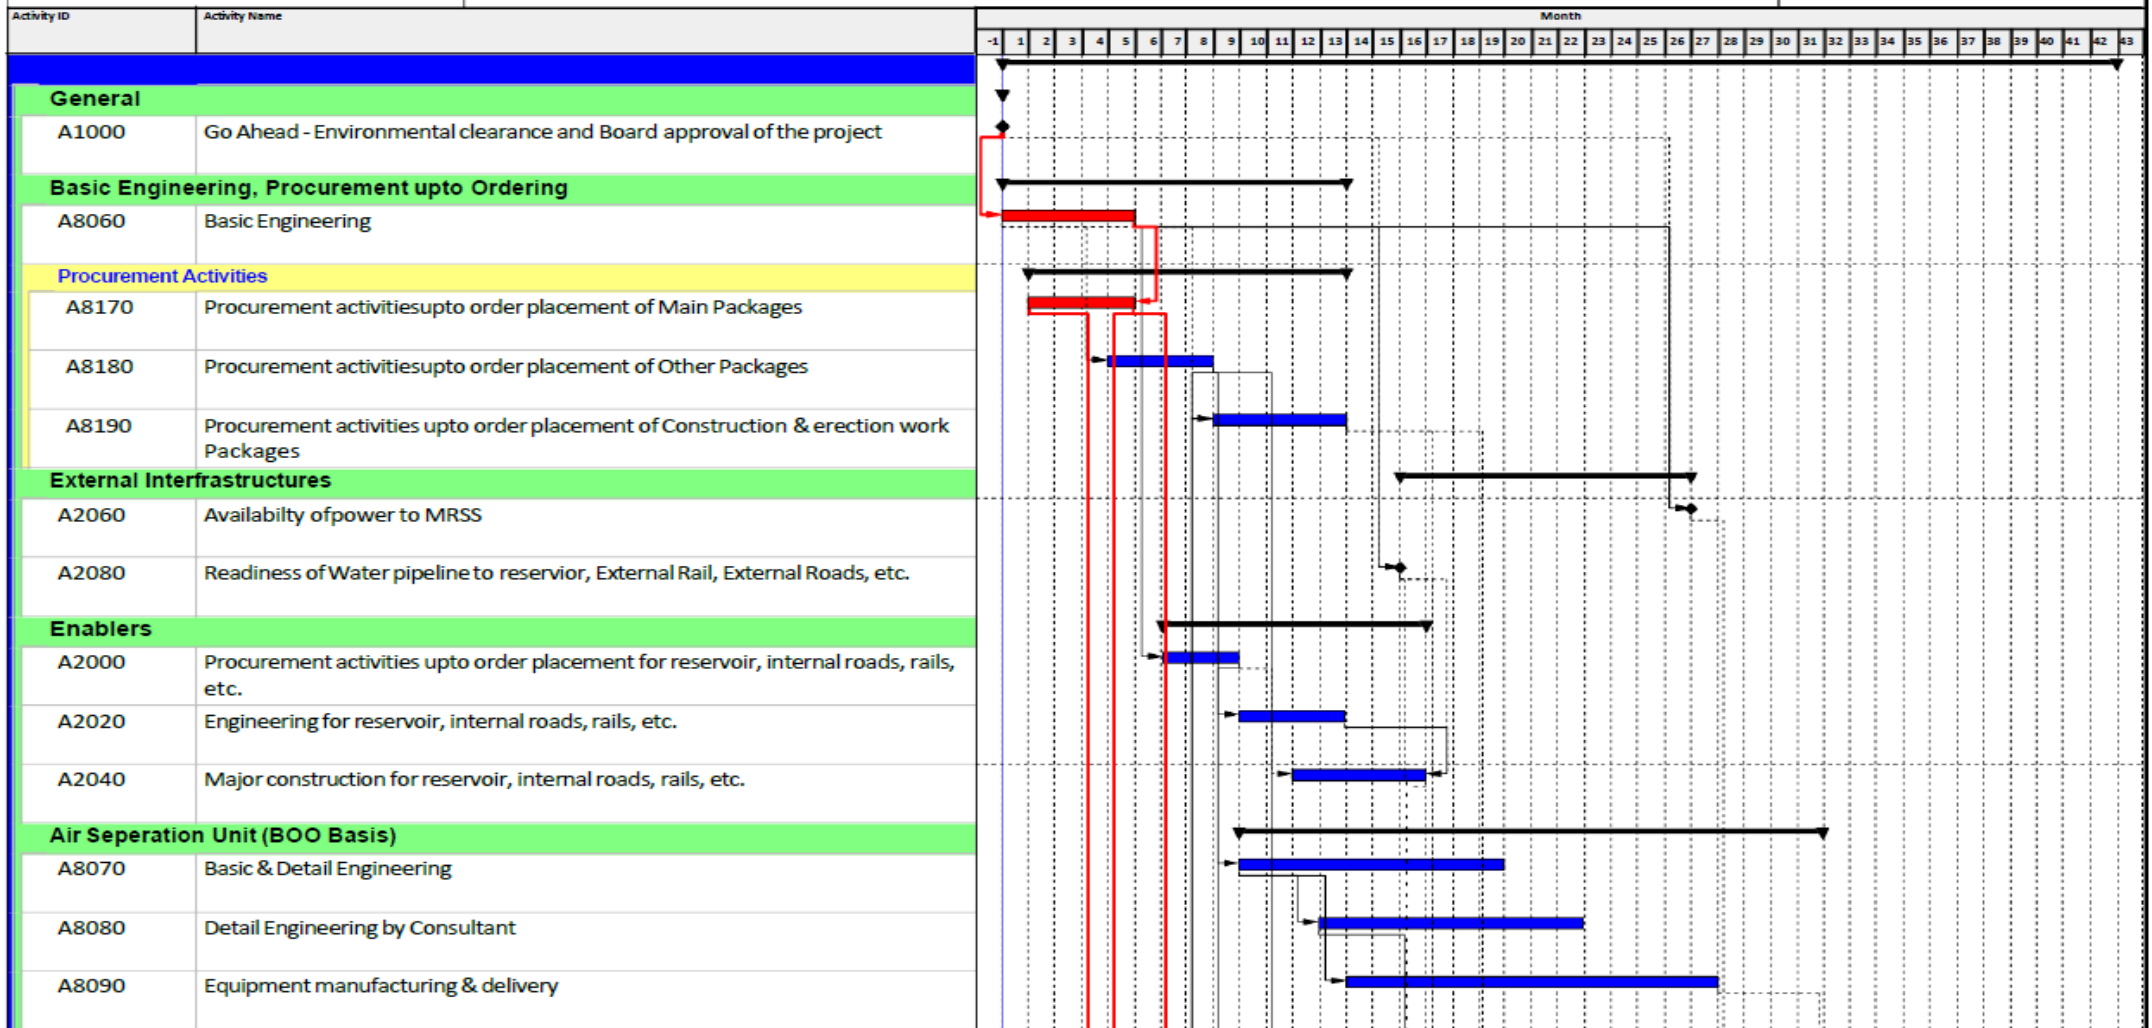 Activity ID Activity Name Month
-1 1 2 3 4 5 6 7 8 9 10 11 12 13 14 15 16 17 18 19 20 21 22 23 24 25 26 27 28 29 30 31 32 33 34 35 36 37 38 39 40 41 42 43
General
A1000 Go Ahead - Environmental clearance and Board approval of the project
Basic Engineering, Procurement upto Ordering
A8060 Basic Engineering
Procurement Activities
A8170 Procurement activitiesupto order placement of Main Packages
A8180 Procurement activitiesupto order placement of Other Packages
A8190 Procurement activities upto order placement of Construction & erection work
Packages
External Interfrastructures
A2060 Availabilty ofpower to MRSS
A2080 Readiness of Water pipeline to reservior, External Rail, External Roads, etc.
Enablers
A2000 Procurement activities upto order placement for reservoir, internal roads, rails,
etc.
A2020 Engineering for reservoir, internal roads, rails, etc.
A2040 Major construction for reservoir, internal roads, rails, etc.
Air Seperation Unit (BOO Basis)
A8070 Basic & Detail Engineering
A8080 Detail Engineering by Consultant
A8090 Equipment manufacturing & delivery